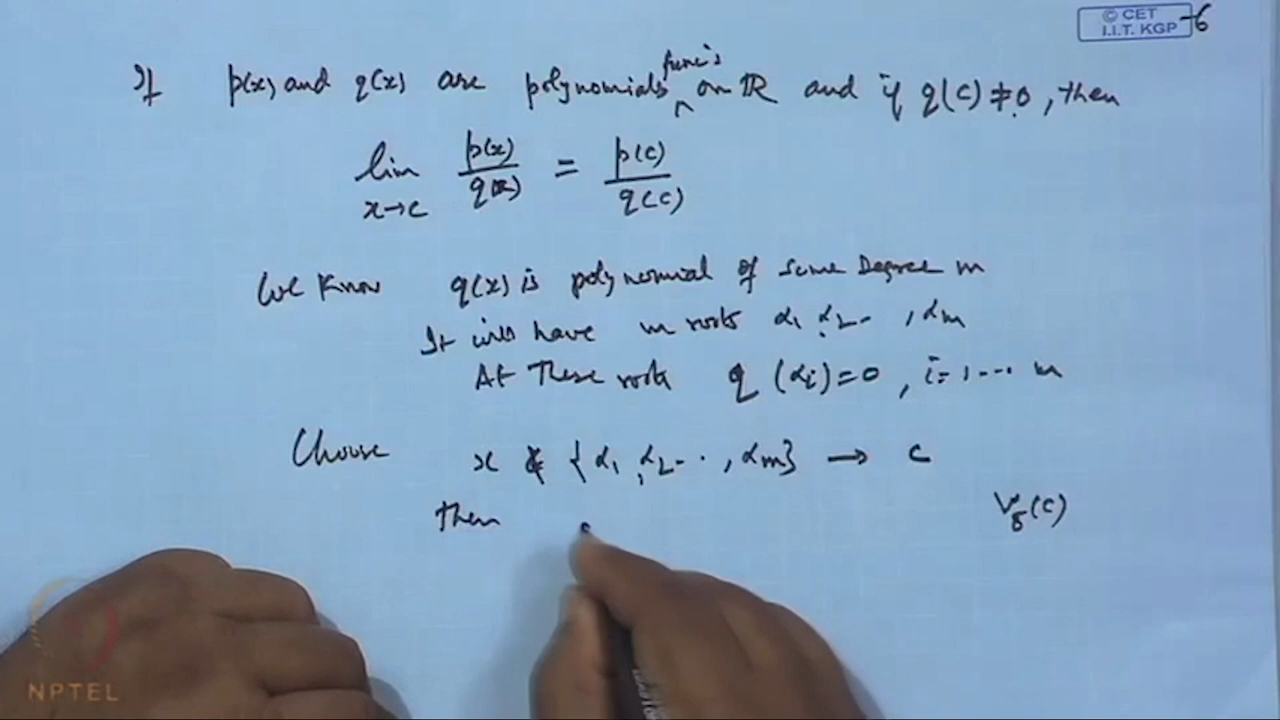 © CET
I.I.T. KGP -6
If p(x) and q(x) are polynomials func's on ℝ and if q(c) ≠ 0, then
lim x→c p(x)/q(x) = p(c)/q(c)
We Know q(x) is polynomial of some Degree m
It will have m roots α1 α2 - , αm
At These roots q (αi) = 0 , i = 1 --- m
Choose x ∉ {α1, α2 - · , αm} → c
then Vδ(c)
NPTEL